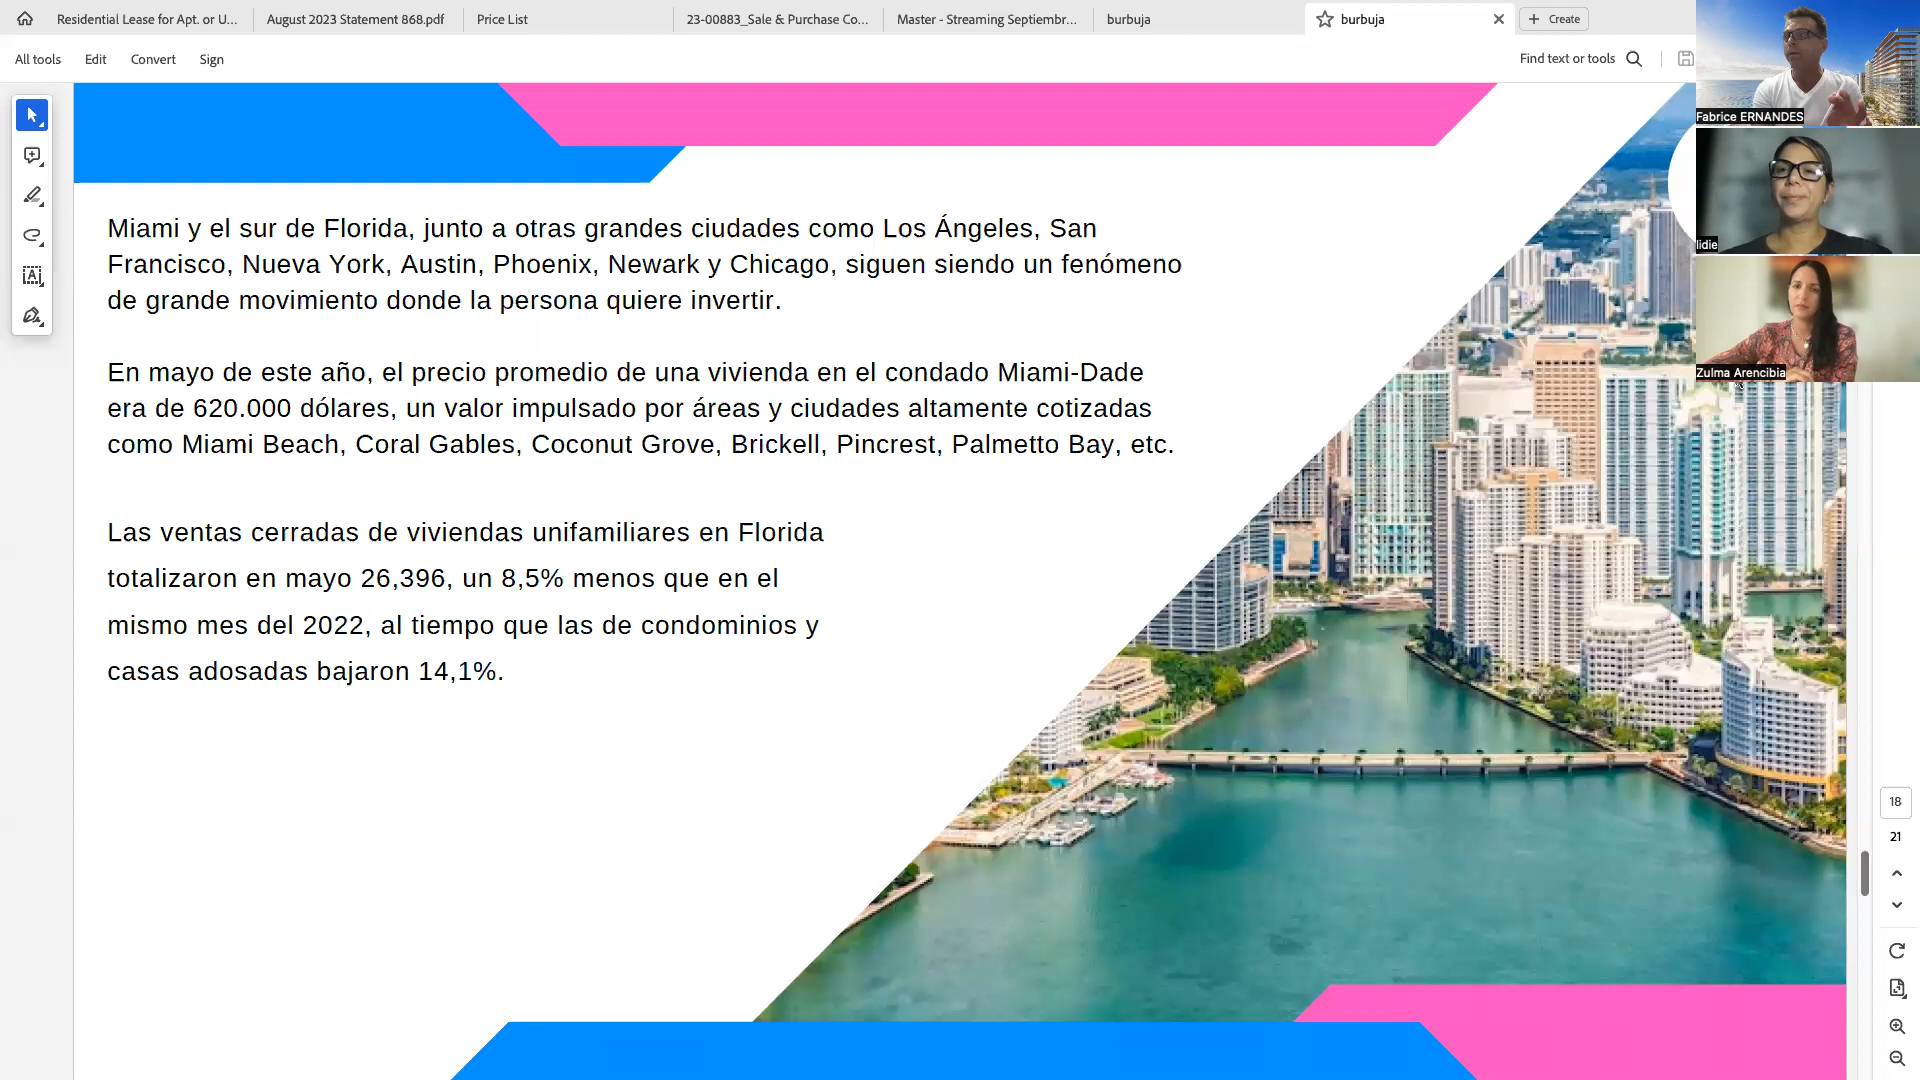 Residential Lease for Apt. or U...
August 2023 Statement 868.pdf
Price List
23-00883_Sale & Purchase Co...
Master - Streaming Septiembr...
burbuja
burbuja
Create
All tools
Edit
Convert
Sign
Find text or tools
Fabrice ERNANDES
lidie
Zulma Arencibia
Miami y el sur de Florida, junto a otras grandes ciudades como Los Ángeles, San
Francisco, Nueva York, Austin, Phoenix, Newark y Chicago, siguen siendo un fenómeno
de grande movimiento donde la persona quiere invertir.
En mayo de este año, el precio promedio de una vivienda en el condado Miami-Dade
era de 620.000 dólares, un valor impulsado por áreas y ciudades altamente cotizadas
como Miami Beach, Coral Gables, Coconut Grove, Brickell, Pincrest, Palmetto Bay, etc.
Las ventas cerradas de viviendas unifamiliares en Florida
totalizaron en mayo 26,396, un 8,5% menos que en el
mismo mes del 2022, al tiempo que las de condominios y
casas adosadas bajaron 14,1%.
18
21